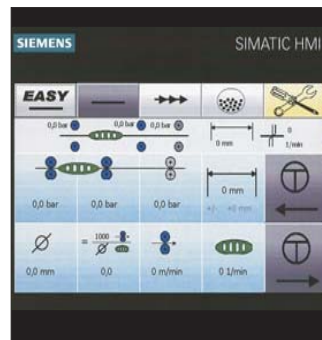 SIEMENS
SIMATIC HMI
EASY
0,0 bar 0,0 bar 0,0 bar
0 mm
0
1/min
0,0 bar 0,0 bar 0,0 bar
0 mm
+/- +0 mm
= 1000
0,0 mm 0,0 0 m/min 0 1/min